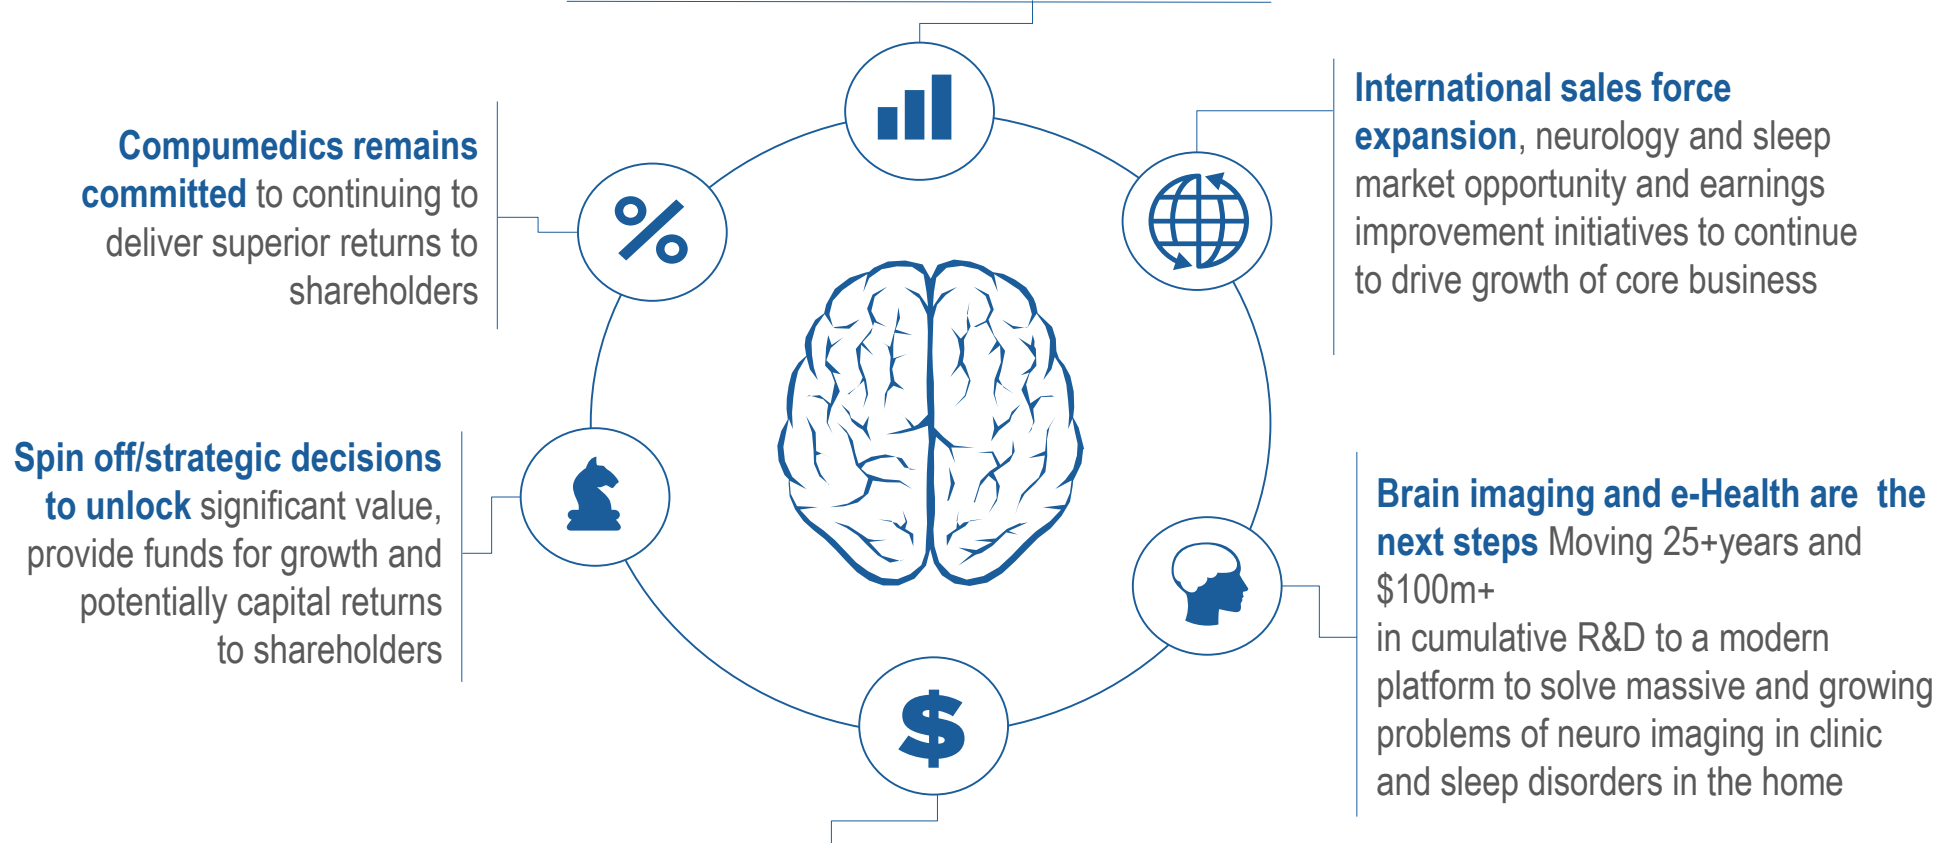 Compumedics remains
committed to continuing to
deliver superior returns to
shareholders
International sales force
expansion, neurology and sleep
market opportunity and earnings
improvement initiatives to continue
to drive growth of core business
Spin off/strategic decisions
to unlock significant value,
provide funds for growth and
potentially capital returns
to shareholders
Brain imaging and e-Health are  the
next steps Moving 25+years and
$100m+
in cumulative R&D to a modern
platform to solve massive and growing
problems of neuro imaging in clinic
and sleep disorders in the home
%
$